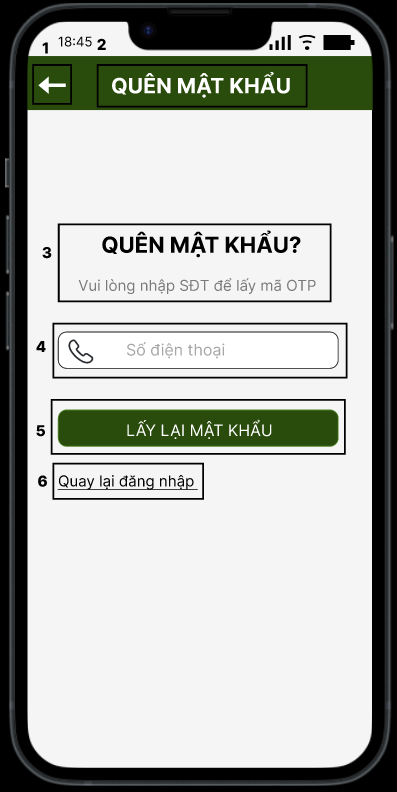 1 18:45 2
QUÊN MẬT KHẨU
3 QUÊN MẬT KHẨU?
Vui lòng nhập SĐT để lấy mã OTP
4 Số điện thoại
5 LẤY LẠI MẬT KHẨU
6 Quay lại đăng nhập